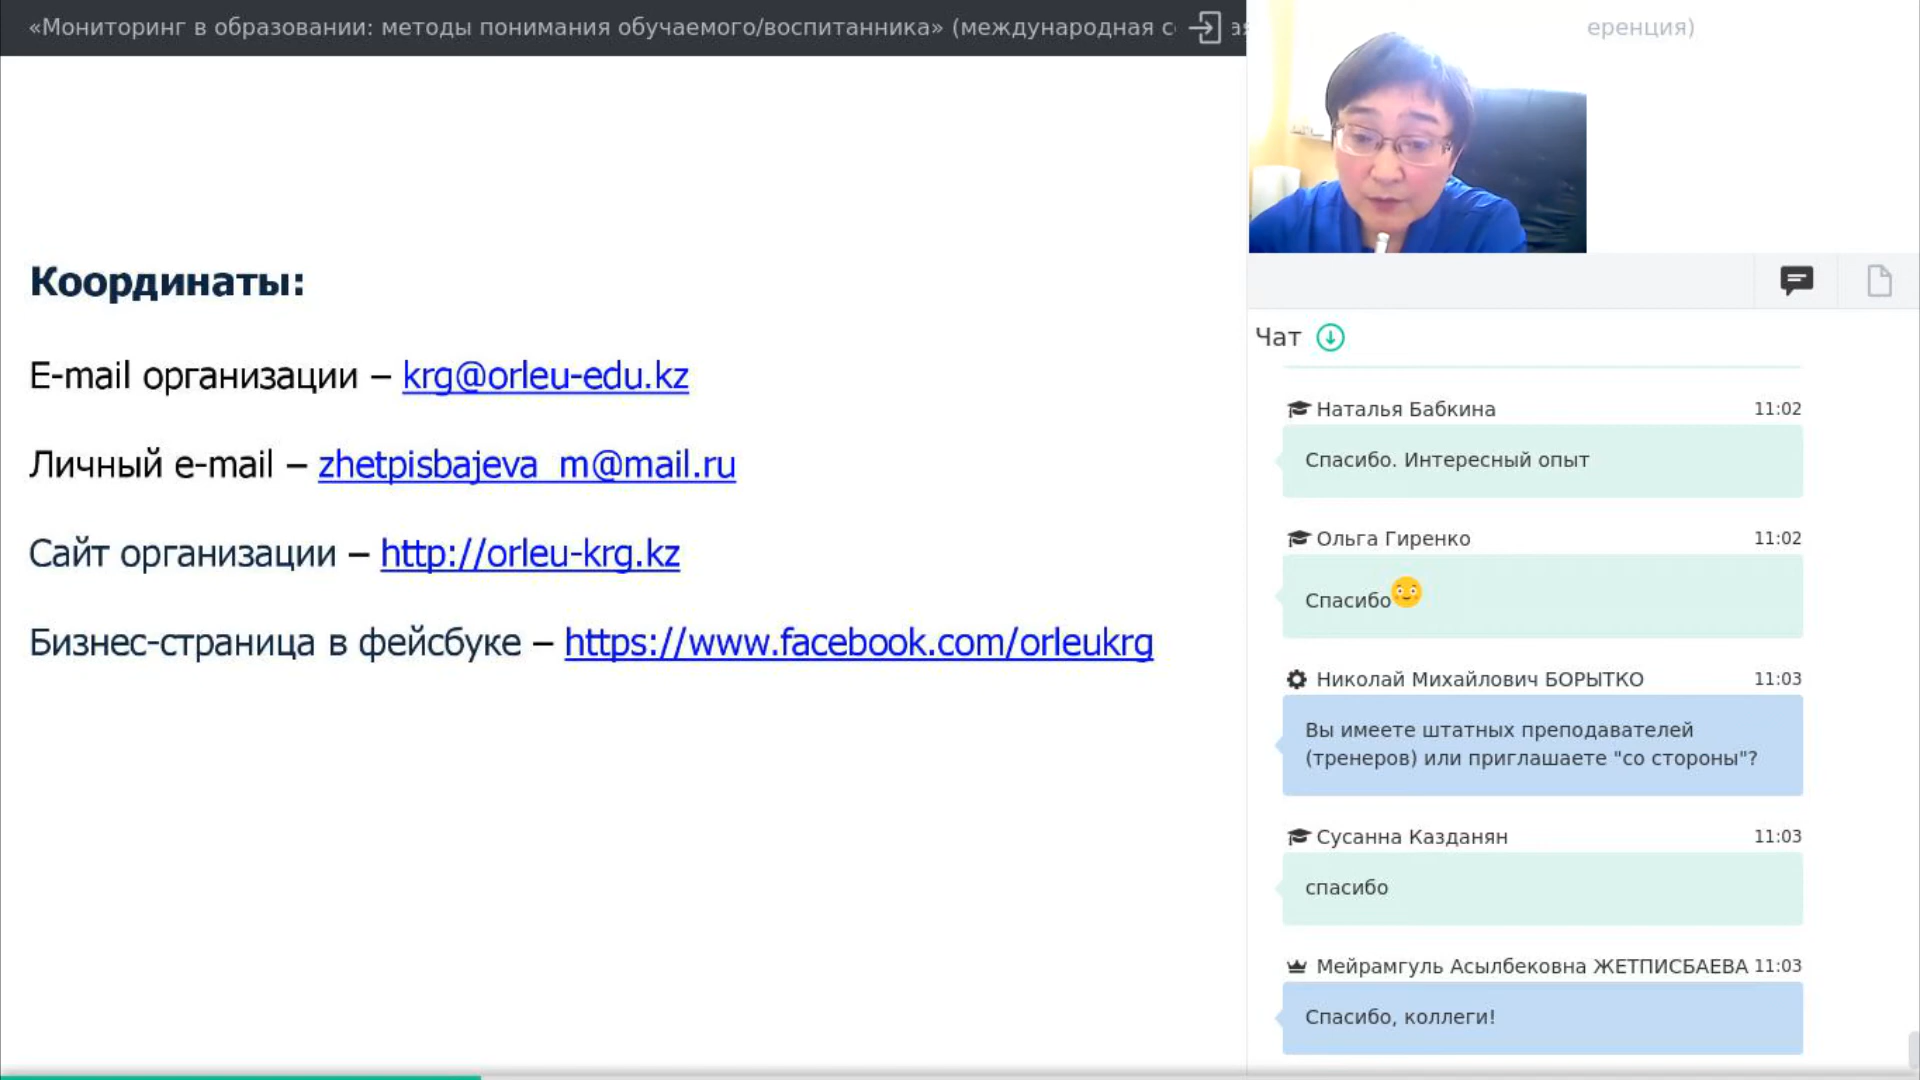 «Мониторинг в образовании: методы понимания обучаемого/воспитанника» (международная
еренция)
Координаты:
E-mail организации – krg@orleu-edu.kz
Личный e-mail – zhetpisbajeva_m@mail.ru
Сайт организации – http://orleu-krg.kz
Бизнес-страница в фейсбуке – https://www.facebook.com/orleukrg
Чат
Наталья Бабкина 11:02
Спасибо. Интересный опыт
Ольга Гиренко 11:02
Спасибо
Николай Михайлович БОРЫТКО 11:03
Вы имеете штатных преподавателей
(тренеров) или приглашаете "со стороны"?
Сусанна Казданян 11:03
спасибо
Мейрамгуль Асылбековна ЖЕТПИСБАЕВА 11:03
Спасибо, коллеги!